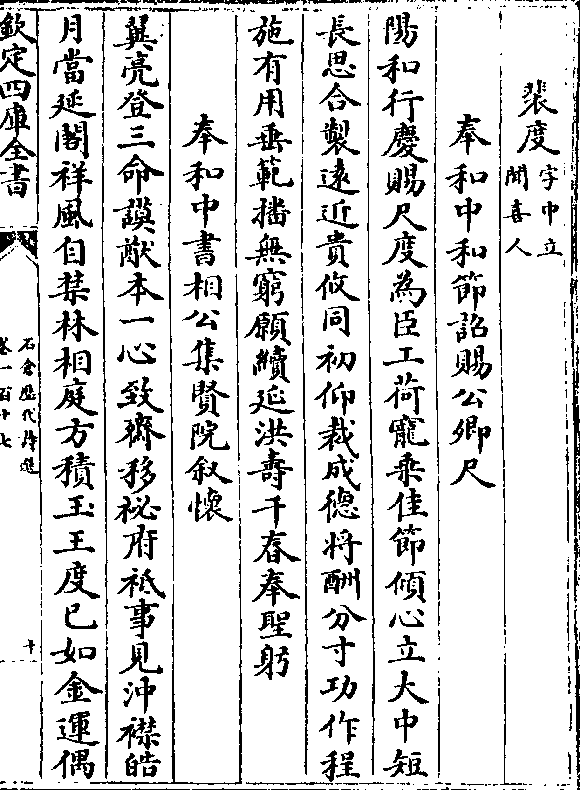 裴度字中立聞喜人
奉和中和節詔賜公卿尺
陽和行慶賜尺度為臣工荷寵乘佳節傾心立大中短
長思合製逺近貴攸同初仰裁成徳将酬分寸功作程
施有用垂範播無窮願續延洪壽千春奉聖躬
奉和中書相公集賢院叙懷
翼亮登三命謨猷本一心致齋移祕府祗事見沖襟皓
月當延閣祥風自禁林相庭方積玉王度已如金運偶
欽定四庫全書
石倉歴代詩選
卷一百十七
十